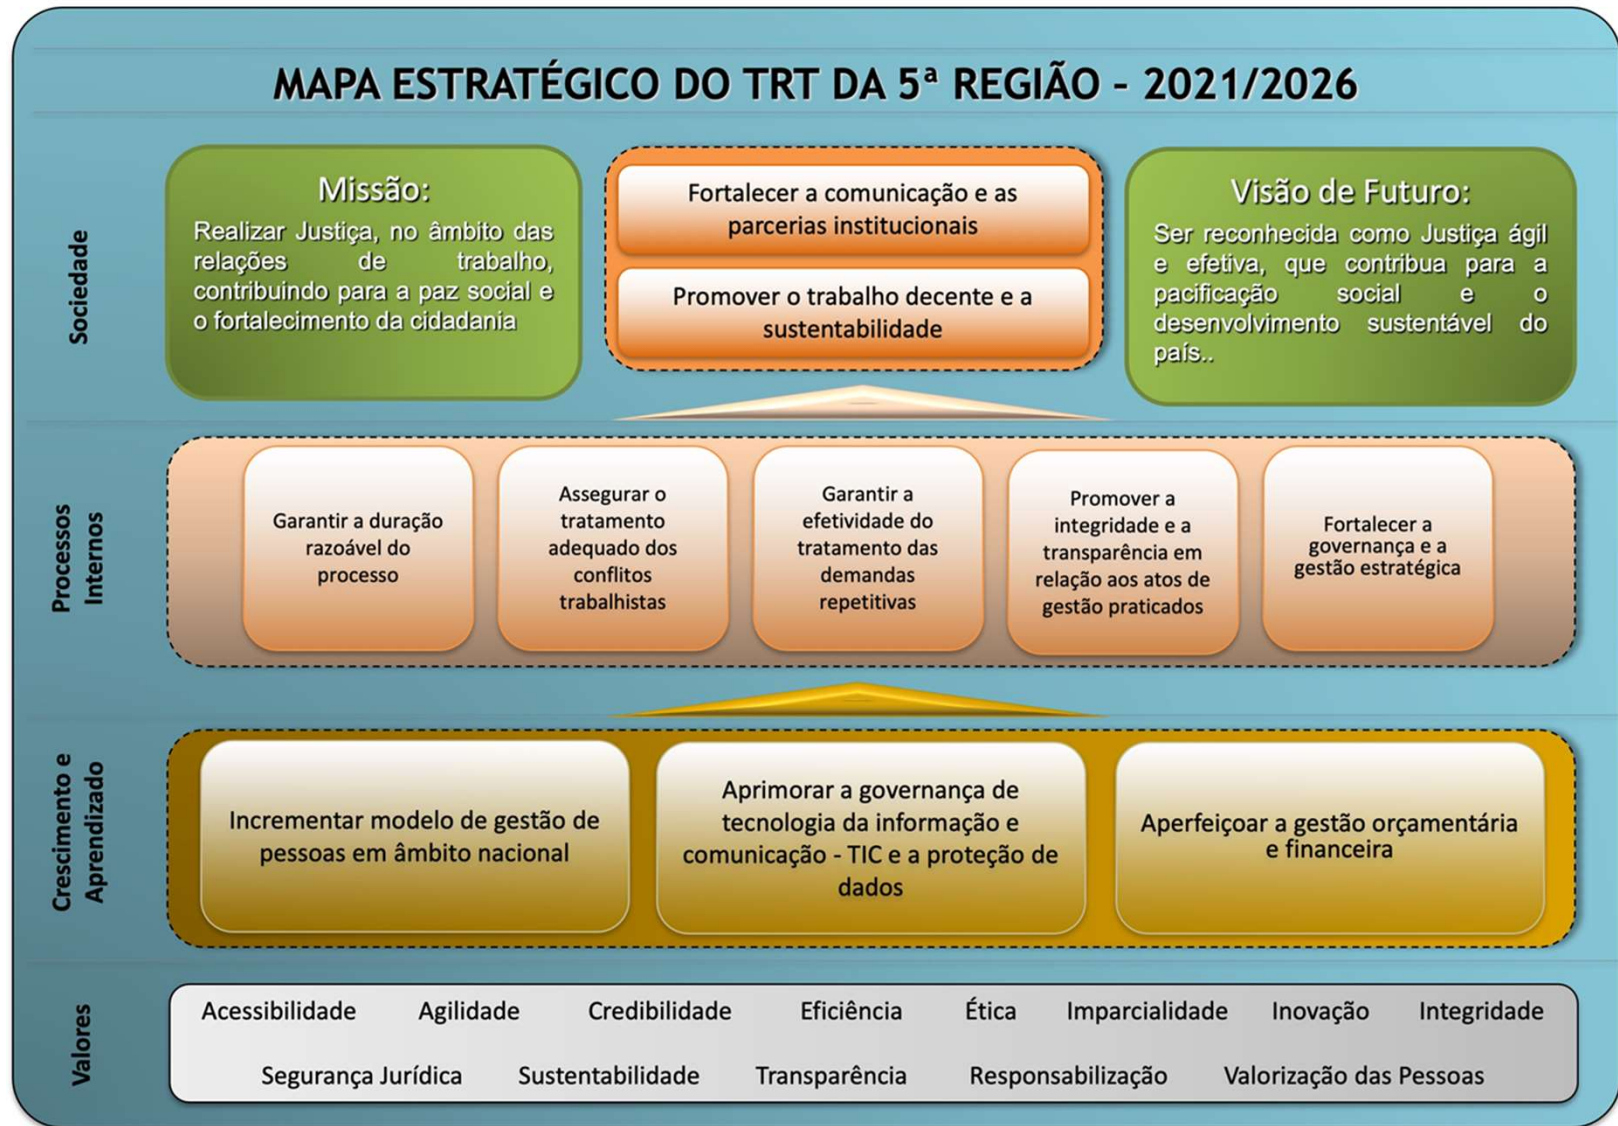 MAPA ESTRATÉGICO DO TRT DA 5ª REGIÃO - 2021/2026
Sociedade
Missão:
Realizar Justiça, no âmbito das
relações de trabalho,
contribuindo para a paz social e
o fortalecimento da cidadania
Fortalecer a comunicação e as
parcerias institucionais
Promover o trabalho decente e a
sustentabilidade
Visão de Futuro:
Ser reconhecida como Justiça ágil
e efetiva, que contribua para a
pacificação social e o
desenvolvimento sustentável do
país..
Processos
Internos
Garantir a duração
razoável do
processo
Assegurar o
tratamento
adequado dos
conflitos
trabalhistas
Garantir a
efetividade do
tratamento das
demandas
repetitivas
Promover a
integridade e a
transparência em
relação aos atos de
gestão praticados
Fortalecer a
governança e a
gestão estratégica
Crescimento e
Aprendizado
Incrementar modelo de gestão de
pessoas em âmbito nacional
Aprimorar a governança de
tecnologia da informação e
comunicação - TIC e a proteção de
dados
Aperfeiçoar a gestão orçamentária
e financeira
Valores
Acessibilidade Agilidade Credibilidade Eficiência Ética Imparcialidade Inovação Integridade
Segurança Jurídica Sustentabilidade Transparência Responsabilização Valorização das Pessoas